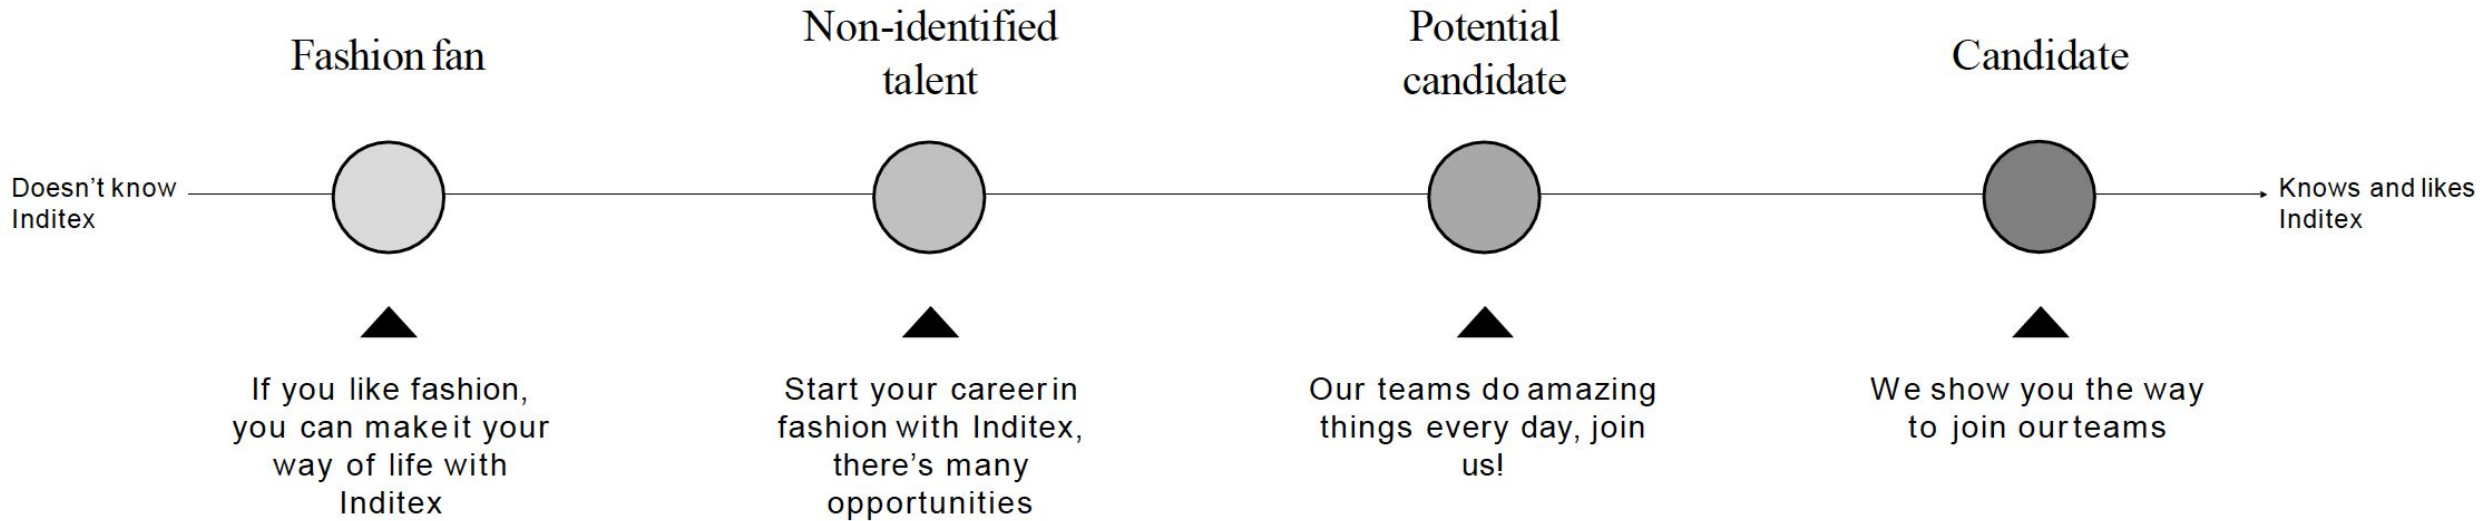 Fashion fan
Non-identified
talent
Potential
candidate
Candidate
Doesn't know
Inditex
Knows and likes
Inditex
If you like fashion,
you can make it your
way of life with
Inditex
Start your career in
fashion with Inditex,
there's many
opportunities
Our teams do amazing
things every day, join
us!
We show you the way
to join our teams